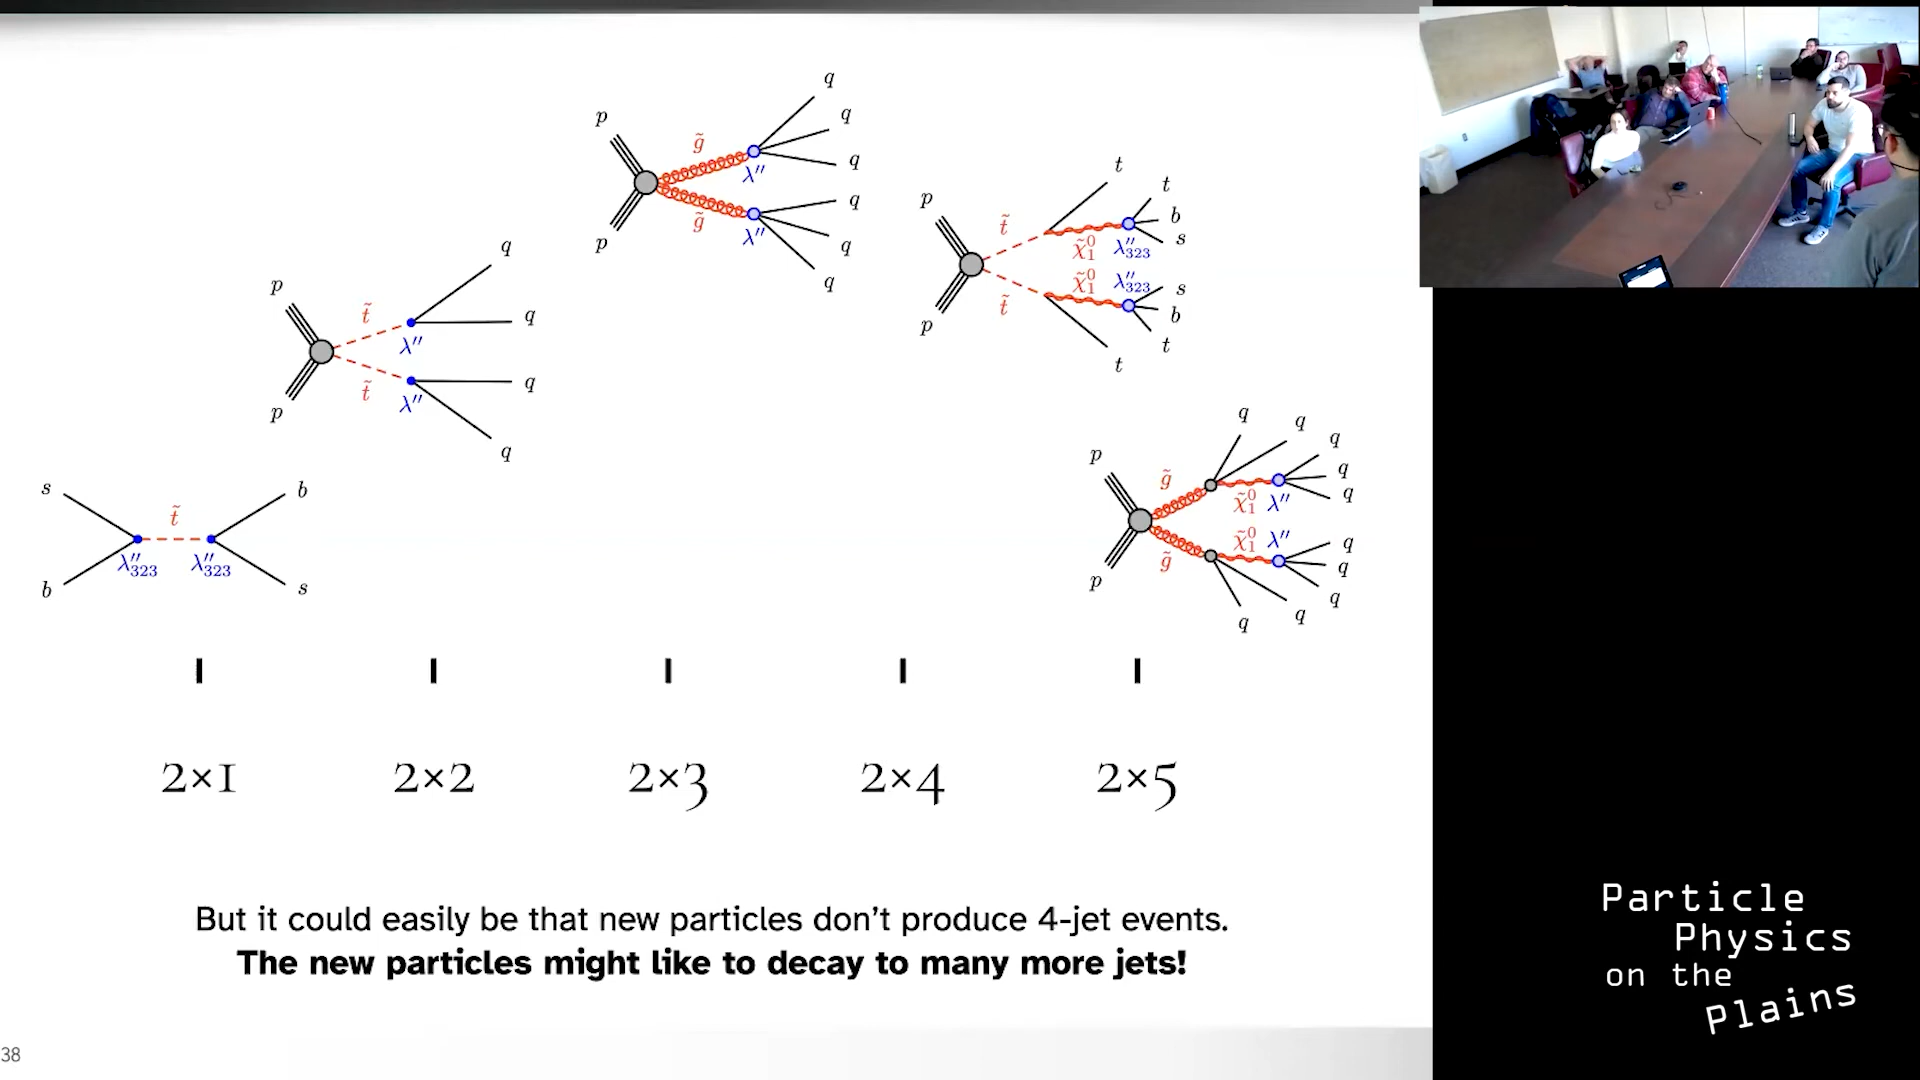 q
p
q
g̃
q
λ″
p
g̃
λ″
q
q
q
t
p
t
t̃
b
χ̃⁰₁
λ″₃₂₃
s
χ̃⁰₁
λ″₃₂₃
s
t̃
b
p
t
t
q
p
t̃
q
λ″
t̃
λ″
q
p
q
q
q
q
p
g̃
q
q
χ̃⁰₁
λ″
q
χ̃⁰₁
λ″
q
g̃
q
p
q
q
q
s
b
t̃
λ″₃₂₃
λ″₃₂₃
b
s
2×1
2×2
2×3
2×4
2×5
But it could easily be that new particles don’t produce 4-jet events.
The new particles might like to decay to many more jets!
38
Particle
Physics
on the
Plains